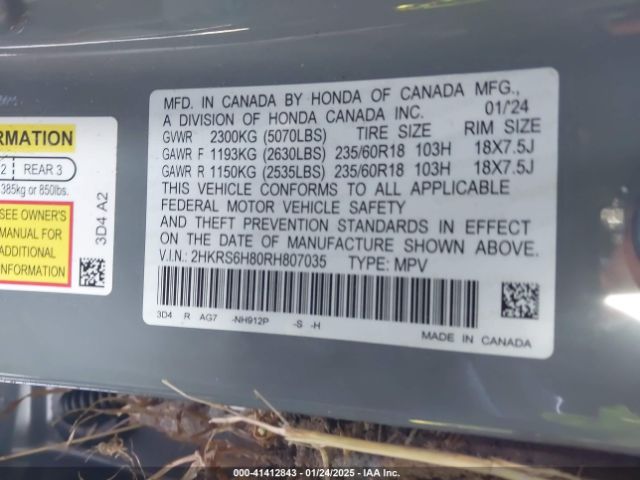 RMATION
2 REAR 3
385kg or 850lbs.
SEE OWNER'S
MANUAL FOR
ADDITIONAL
INFORMATION
3D4 A2
MFD. IN CANADA BY HONDA OF CANADA MFG.,
A DIVISION OF HONDA CANADA INC. 01/'24
GVWR 2300KG (5070LBS) TIRE SIZE RIM SIZE
GAWR F 1193KG (2630LBS) 235/60R18 103H 18X7.5J
GAWR R 1150KG (2535LBS) 235/60R18 103H 18X7.5J
THIS VEHICLE CONFORMS TO ALL APPLICABLE
FEDERAL MOTOR VEHICLE SAFETY
AND THEFT PREVENTION STANDARDS IN EFFECT
ON THE DATE OF MANUFACTURE SHOWN ABOVE.
V.I.N.: 2HKRS6H80RH807035 TYPE: MPV
3D4 R AG7 -NH912P -S -H
MADE IN CANADA
000-41412843 — 01/24/2025 — IAA Inc.